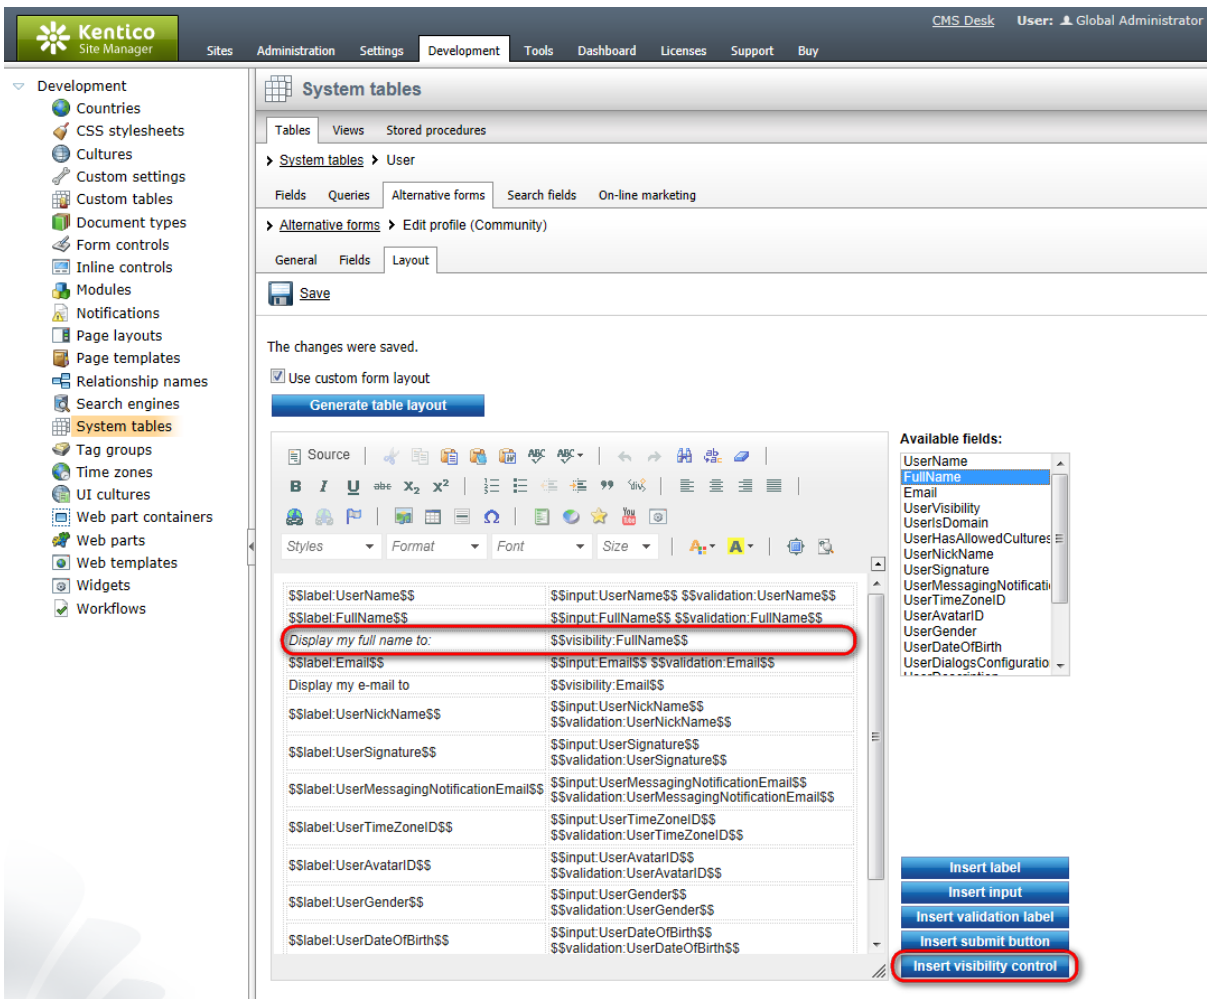 CMS Desk User: Global Administrator
Kentico
Site Manager
Sites Administration Settings Development Tools Dashboard Licenses Support Buy
Development
Countries
CSS stylesheets
Cultures
Custom settings
Custom tables
Document types
Form controls
Inline controls
Modules
Notifications
Page layouts
Page templates
Relationship names
Search engines
System tables
Tag groups
Time zones
UI cultures
Web part containers
Web parts
Web templates
Widgets
Workflows
System tables
Tables Views Stored procedures
System tables > User
Fields Queries Alternative forms Search fields On-line marketing
Alternative forms > Edit profile (Community)
General Fields Layout
Save
The changes were saved.
Use custom form layout
Generate table layout
Source
ABC ABC
B I U abc X₂ X²
Styles Format Font Size
$$label:UserName$$ $$input:UserName$$ $$validation:UserName$$
$$label:FullName$$ $$input:FullName$$ $$validation:FullName$$
Display my full name to: $$visibility:FullName$$
$$label:Email$$ $$input:Email$$ $$validation:Email$$
Display my e-mail to $$visibility:Email$$
$$label:UserNickName$$ $$input:UserNickName$$
$$validation:UserNickName$$
$$label:UserSignature$$ $$input:UserSignature$$
$$validation:UserSignature$$
$$label:UserMessagingNotificationEmail$$ $$input:UserMessagingNotificationEmail$$
$$validation:UserMessagingNotificationEmail$$
$$label:UserTimeZoneID$$ $$input:UserTimeZoneID$$
$$validation:UserTimeZoneID$$
$$label:UserAvatarID$$ $$input:UserAvatarID$$
$$validation:UserAvatarID$$
$$label:UserGender$$ $$input:UserGender$$
$$validation:UserGender$$
$$label:UserDateOfBirth$$ $$input:UserDateOfBirth$$
$$validation:UserDateOfBirth$$
Available fields:
UserName
FullName
Email
UserVisibility
UserIsDomain
UserHasAllowedCultures
UserNickName
UserSignature
UserMessagingNotificati
UserTimeZoneID
UserAvatarID
UserGender
UserDateOfBirth
UserDialogsConfiguratio
Insert label
Insert input
Insert validation label
Insert submit button
Insert visibility control